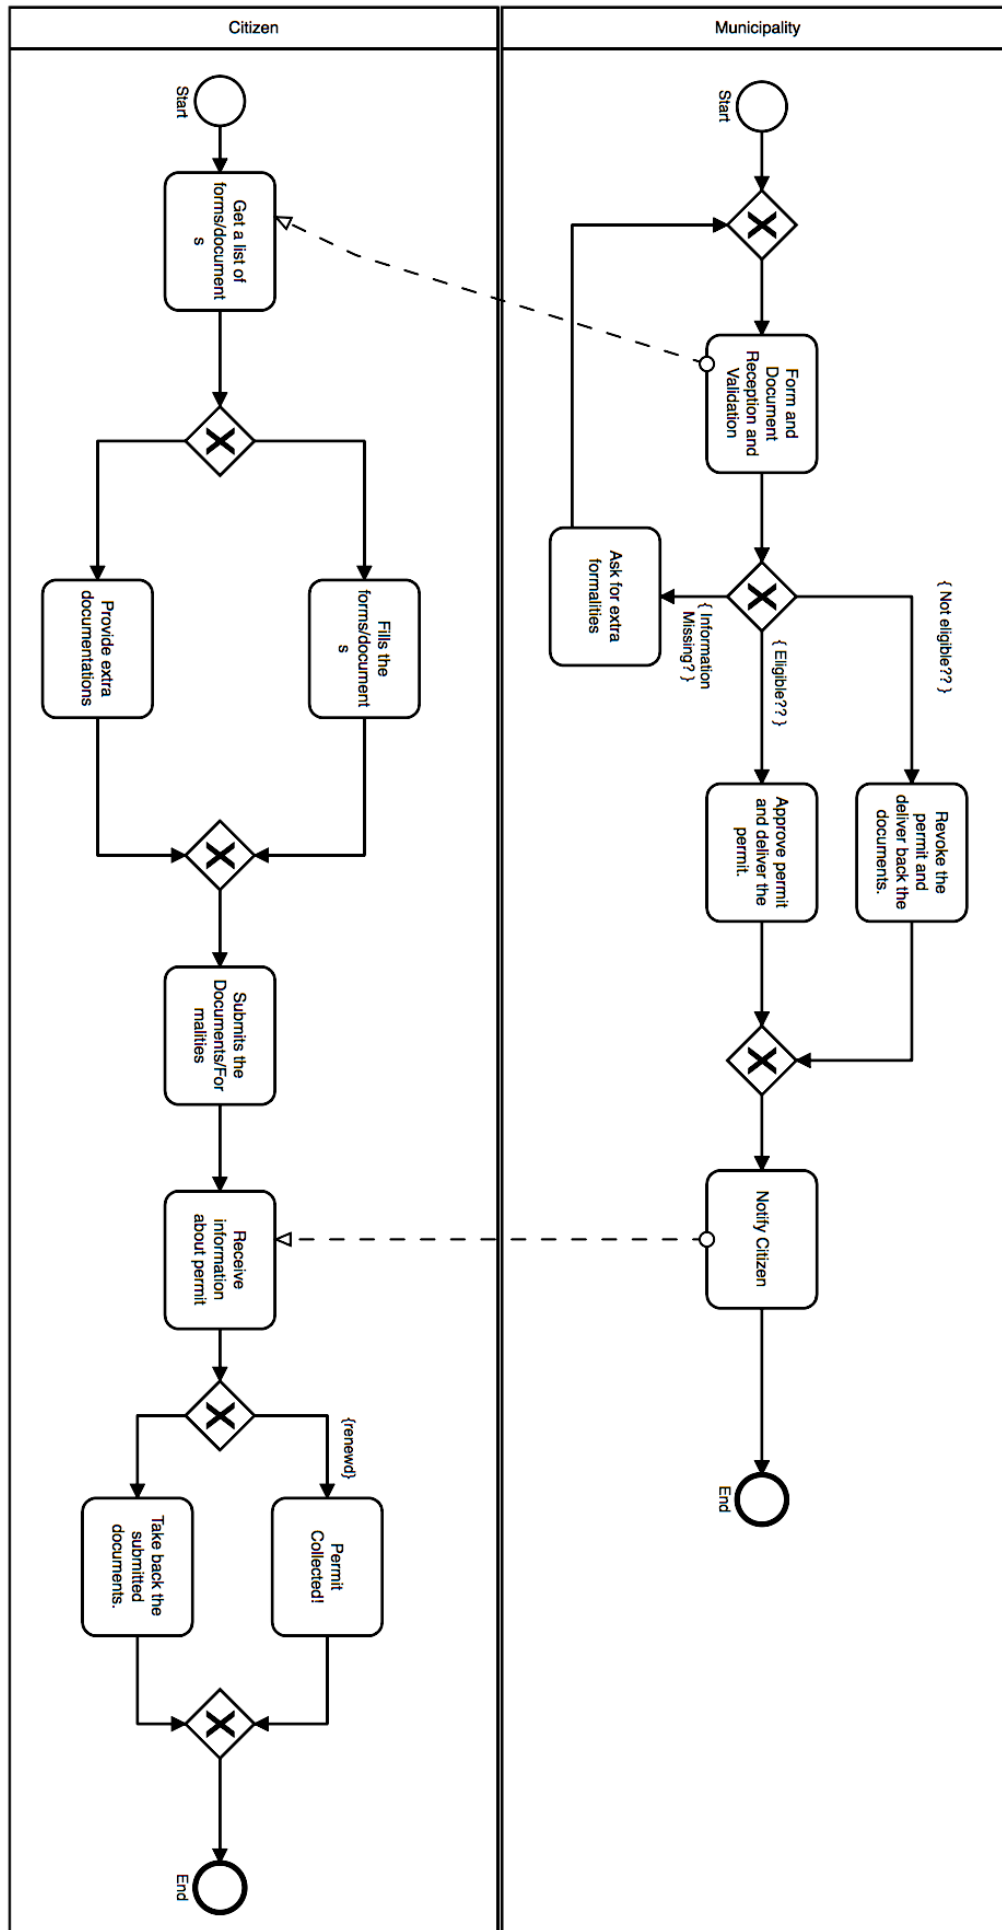 Citizen
Municipality
Start
Get a list of
forms/document
s
Fills the
forms/document
s
Provide extra
documentations
Submits the
Documents/For
malities
Receive
information
about permit
{renewd}
Permit
Collected!
Take back the
submitted
documents.
End
Start
Form and
Document
Reception and
Validation
Ask for extra
formalities
{ Information
Missing? }
{ Eligible?? }
{ Not eligible?? }
Revoke the
permit and
deliver back the
documents.
Approve permit
and deliver the
permit.
Notify Citizen
End